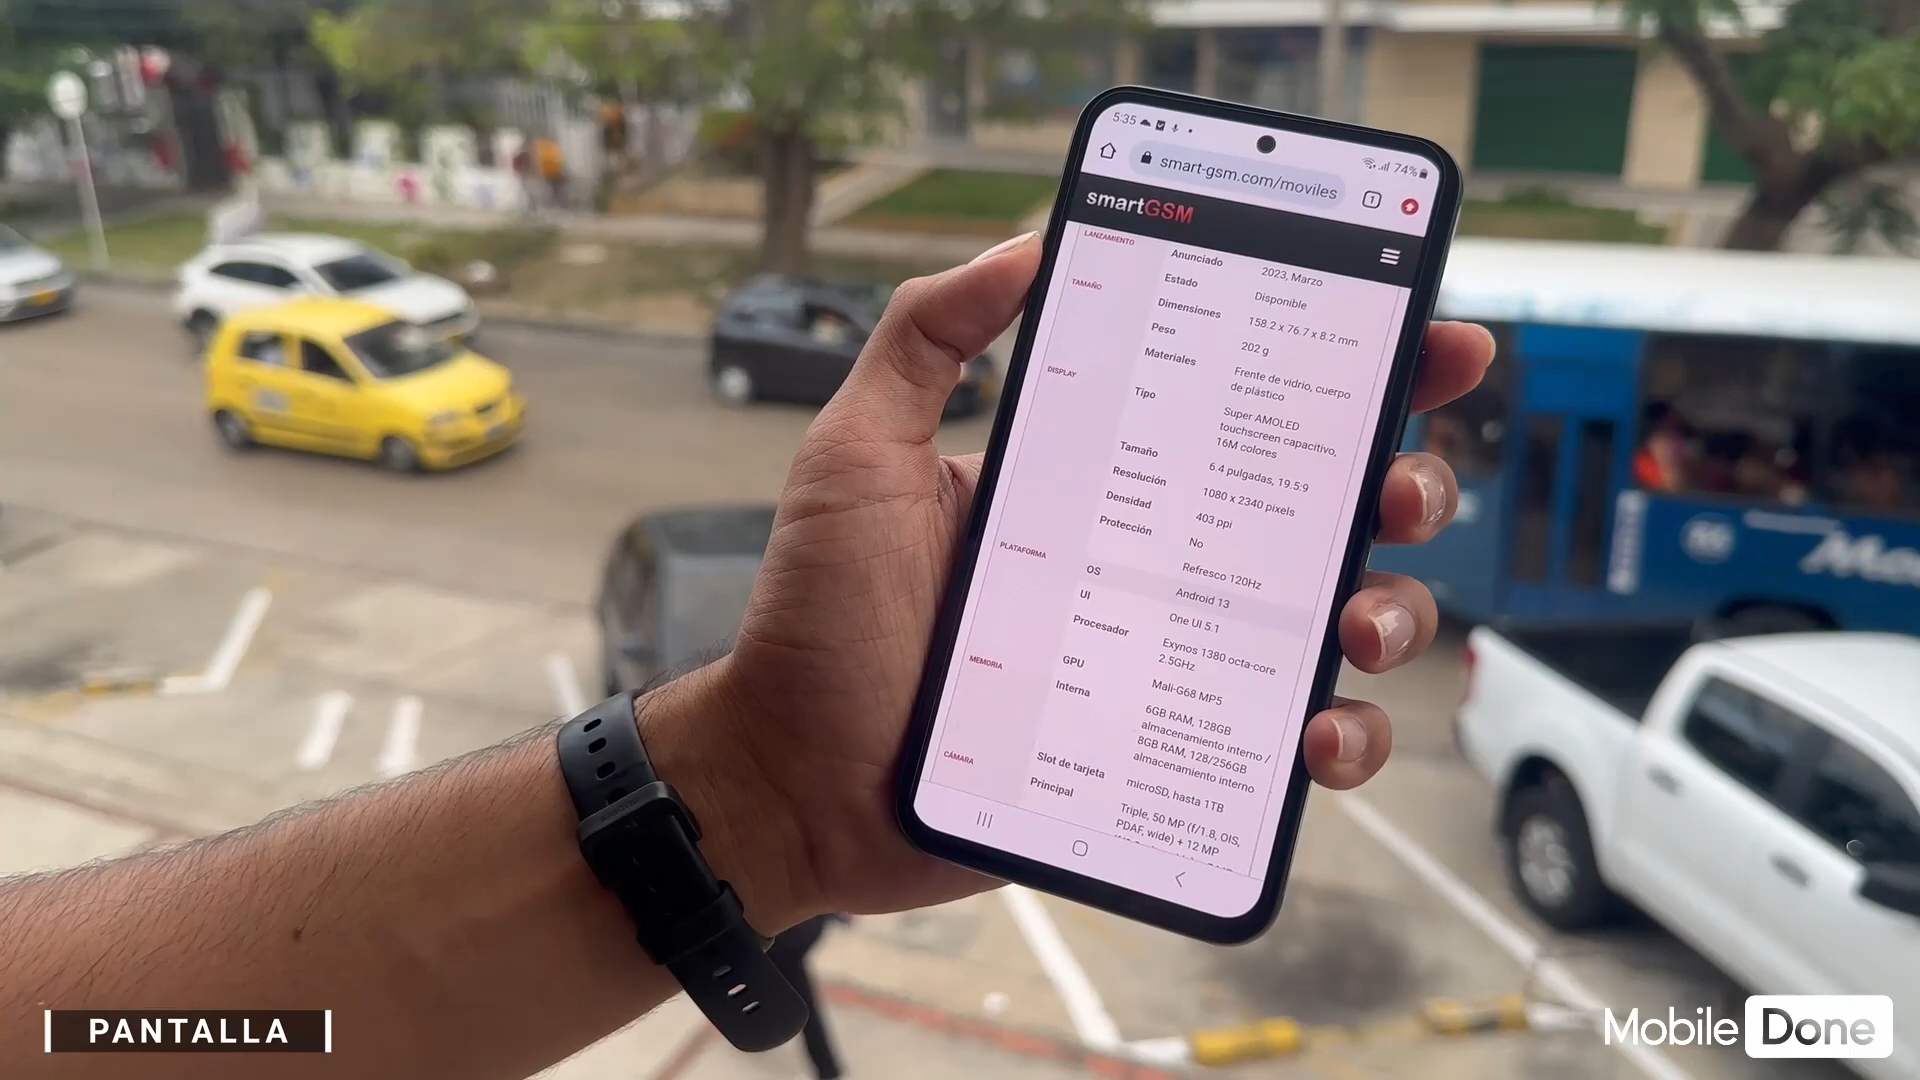 5:35
74%
smart-gsm.com/moviles
1
smartGSM
LANZAMIENTO
Anunciado
2023, Marzo
Estado
Disponible
TAMAÑO
Dimensiones
158.2 x 76.7 x 8.2 mm
Peso
202 g
Materiales
Frente de vidrio, cuerpo
de plástico
DISPLAY
Tipo
Super AMOLED
touchscreen capacitivo,
16M colores
Tamaño
6.4 pulgadas, 19.5:9
Resolución
1080 x 2340 pixels
Densidad
403 ppi
Protección
No
Refresco 120Hz
PLATAFORMA
OS
Android 13
UI
One UI 5.1
Procesador
Exynos 1380 octa-core
2.5GHz
GPU
Mali-G68 MP5
MEMORIA
Interna
6GB RAM, 128GB
almacenamiento interno /
8GB RAM, 128/256GB
almacenamiento interno
Slot de tarjeta
microSD, hasta 1TB
CÁMARA
Principal
Triple, 50 MP (f/1.8, OIS,
PDAF, wide) + 12 MP
PANTALLA
Mobile Done